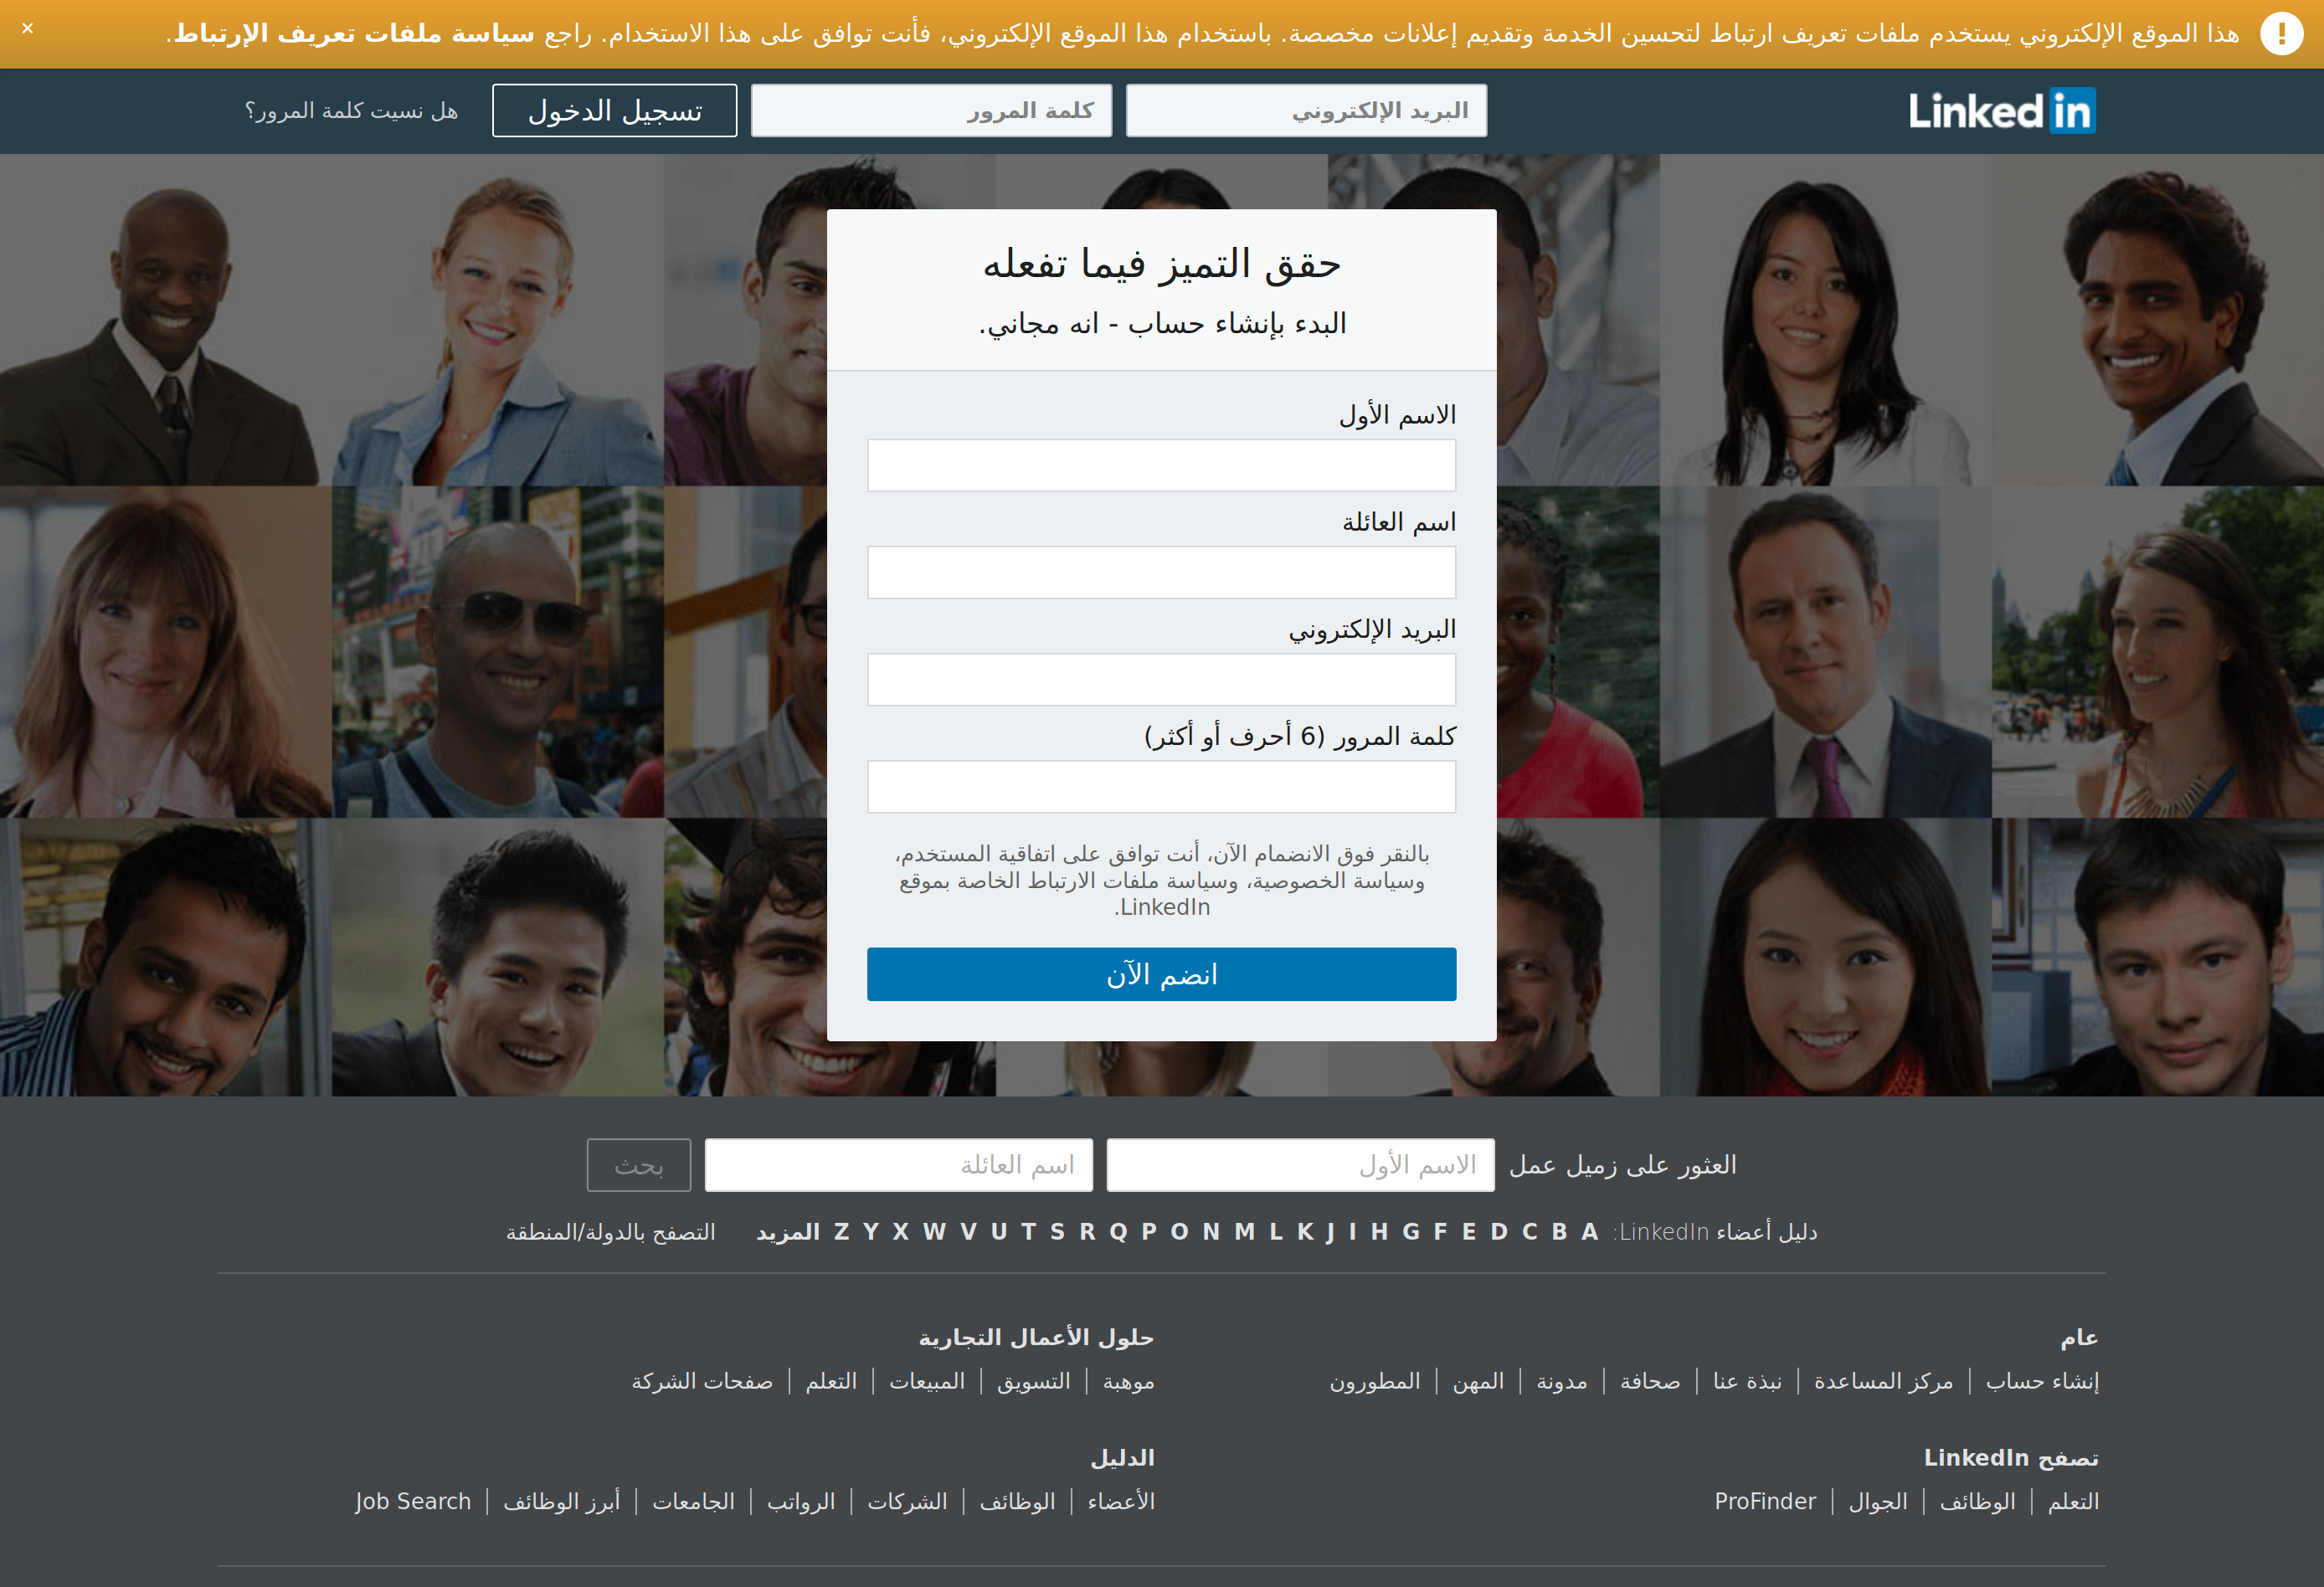 هذا الموقع الإلكتروني يستخدم ملفات تعريف ارتباط لتحسين الخدمة وتقديم إعلانات مخصصة. باستخدام هذا الموقع الإلكتروني، فأنت توافق على هذا الاستخدام. راجع سياسة ملفات تعريف الإرتباط.
×
Linked in
البريد الإلكتروني
كلمة المرور
تسجيل الدخول
هل نسيت كلمة المرور؟
حقق التميز فيما تفعله
البدء بإنشاء حساب - انه مجاني.
الاسم الأول
اسم العائلة
البريد الإلكتروني
كلمة المرور (6 أحرف أو أكثر)
بالنقر فوق الانضمام الآن، أنت توافق على اتفاقية المستخدم،
وسياسة الخصوصية، وسياسة ملفات الارتباط الخاصة بموقع
LinkedIn.
انضم الآن
العثور على زميل عمل
الاسم الأول
اسم العائلة
بحث
دليل أعضاء LinkedIn: A B C D E F G H I J K L M N O P Q R S T U V W X Y Z المزيد
التصفح بالدولة/المنطقة
عام
إنشاء حساب | مركز المساعدة | نبذة عنا | صحافة | مدونة | المهن | المطورون
حلول الأعمال التجارية
موهبة | التسويق | المبيعات | التعلم | صفحات الشركة
تصفح LinkedIn
التعلم | الوظائف | الجوال | ProFinder
الدليل
الأعضاء | الوظائف | الشركات | الرواتب | الجامعات | أبرز الوظائف | Job Search